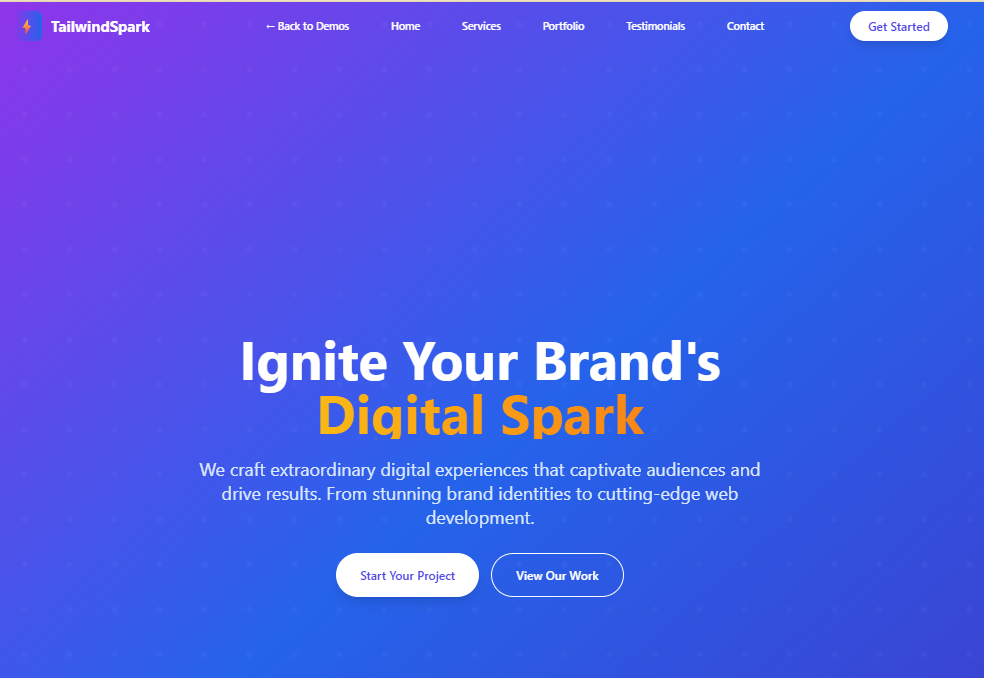 TailwindSpark
← Back to Demos
Home
Services
Portfolio
Testimonials
Contact
Get Started
Ignite Your Brand's
Digital Spark
We craft extraordinary digital experiences that captivate audiences and
drive results. From stunning brand identities to cutting-edge web
development.
Start Your Project
View Our Work